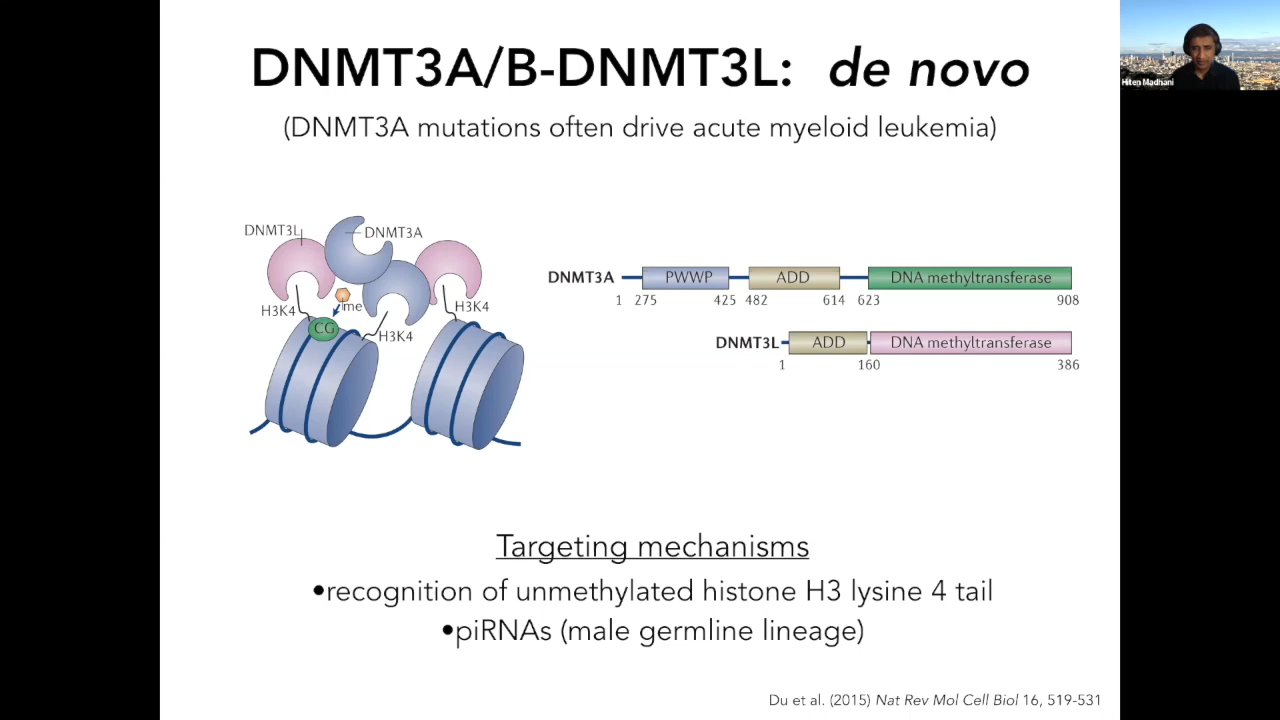 DNMT3A/B-DNMT3L: de novo
(DNMT3A mutations often drive acute myeloid leukemia)
Hiten Madhani
DNMT3L
DNMT3A
H3K4
me
H3K4
CG
H3K4
DNMT3A
PWWP
ADD
DNA methyltransferase
1 275 425 482 614 623 908
DNMT3L
ADD
DNA methyltransferase
1 160 386
Targeting mechanisms
•recognition of unmethylated histone H3 lysine 4 tail
•piRNAs (male germline lineage)
Du et al. (2015) Nat Rev Mol Cell Biol 16, 519-531